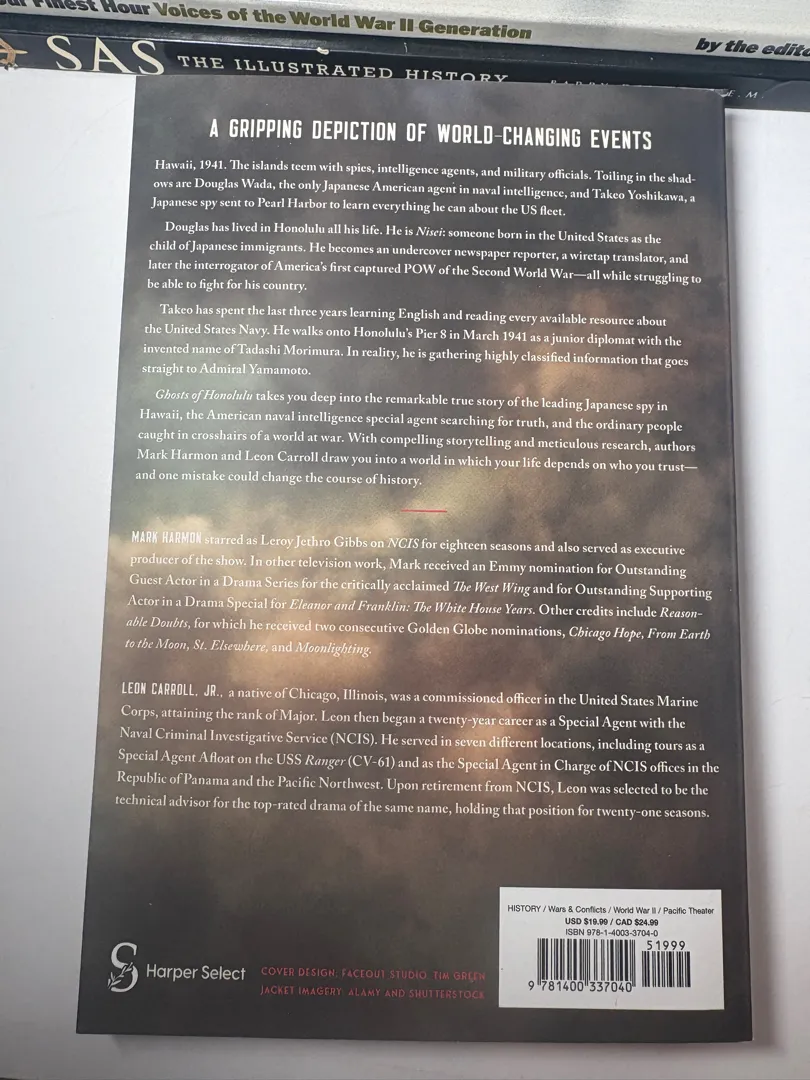 Finest Hour Voices of the World War II Generation
by the edito
SAS THE ILLUSTRATED HISTORY
E. M.
A GRIPPING DEPICTION OF WORLD-CHANGING EVENTS
Hawaii, 1941. The islands teem with spies, intelligence agents, and military officials. Toiling in the shad-
ows are Douglas Wada, the only Japanese American agent in naval intelligence, and Takeo Yoshikawa, a
Japanese spy sent to Pearl Harbor to learn everything he can about the US fleet.
Douglas has lived in Honolulu all his life. He is Nisei: someone born in the United States as the
child of Japanese immigrants. He becomes an undercover newspaper reporter, a wiretap translator, and
later the interrogator of America's first captured POW of the Second World War—all while struggling to
be able to fight for his country.
Takeo has spent the last three years learning English and reading every available resource about
the United States Navy. He walks onto Honolulu's Pier 8 in March 1941 as a junior diplomat with the
invented name of Tadashi Morimura. In reality, he is gathering highly classified information that goes
straight to Admiral Yamamoto.
Ghosts of Honolulu takes you deep into the remarkable true story of the leading Japanese spy in
Hawaii, the American naval intelligence special agent searching for truth, and the ordinary people
caught in crosshairs of a world at war. With compelling storytelling and meticulous research, authors
Mark Harmon and Leon Carroll draw you into a world in which your life depends on who you trust—
and one mistake could change the course of history.
MARK HARMON starred as Leroy Jethro Gibbs on NCIS for eighteen seasons and also served as executive
producer of the show. In other television work, Mark received an Emmy nomination for Outstanding
Guest Actor in a Drama Series for the critically acclaimed The West Wing and for Outstanding Supporting
Actor in a Drama Special for Eleanor and Franklin: The White House Years. Other credits include Reason-
able Doubts, for which he received two consecutive Golden Globe nominations, Chicago Hope, From Earth
to the Moon, St. Elsewhere, and Moonlighting.
LEON CARROLL, JR., a native of Chicago, Illinois, was a commissioned officer in the United States Marine
Corps, attaining the rank of Major. Leon then began a twenty-year career as a Special Agent with the
Naval Criminal Investigative Service (NCIS). He served in seven different locations, including tours as a
Special Agent Afloat on the USS Ranger (CV-61) and as the Special Agent in Charge of NCIS offices in the
Republic of Panama and the Pacific Northwest. Upon retirement from NCIS, Leon was selected to be the
technical advisor for the top-rated drama of the same name, holding that position for twenty-one seasons.
HISTORY / Wars & Conflicts / World War II / Pacific Theater
USD $19.99 / CAD $24.99
ISBN 978-1-4003-3704-0
51999
9 781400 337040
Harper Select
COVER DESIGN: FACEOUT STUDIO, TIM GREEN
JACKET IMAGERY: ALAMY AND SHUTTERSTOCK